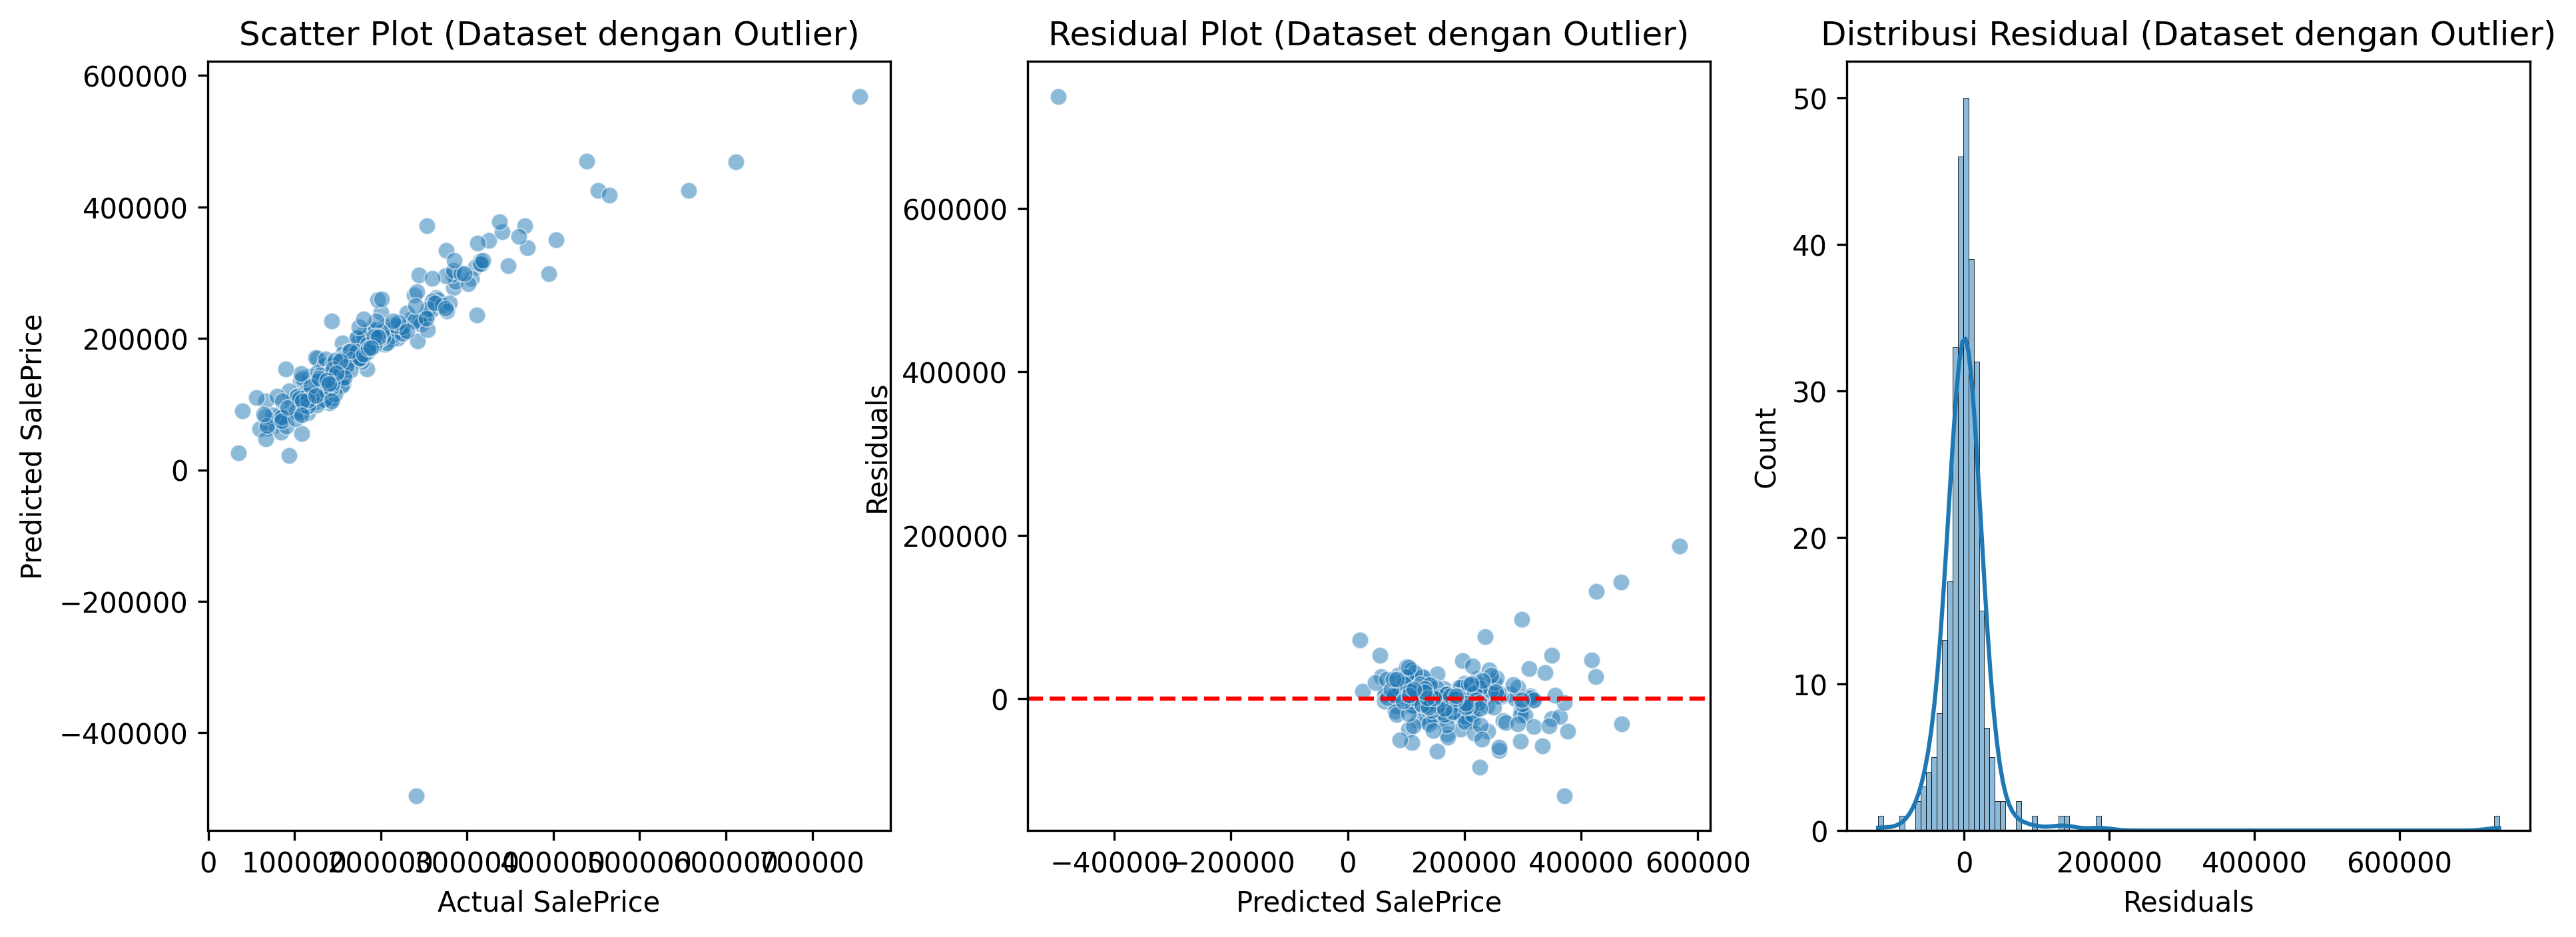 Scatter Plot (Dataset dengan Outlier)
600000
400000
200000
0
−200000
−400000
Predicted SalePrice
0 100000 200000 300000 400000 500000 600000 700000
Actual SalePrice
Residual Plot (Dataset dengan Outlier)
600000
400000
200000
0
Residuals
−400000 −200000 0 200000 400000 600000
Predicted SalePrice
Distribusi Residual (Dataset dengan Outlier)
50
40
30
20
10
0
Count
0 200000 400000 600000
Residuals